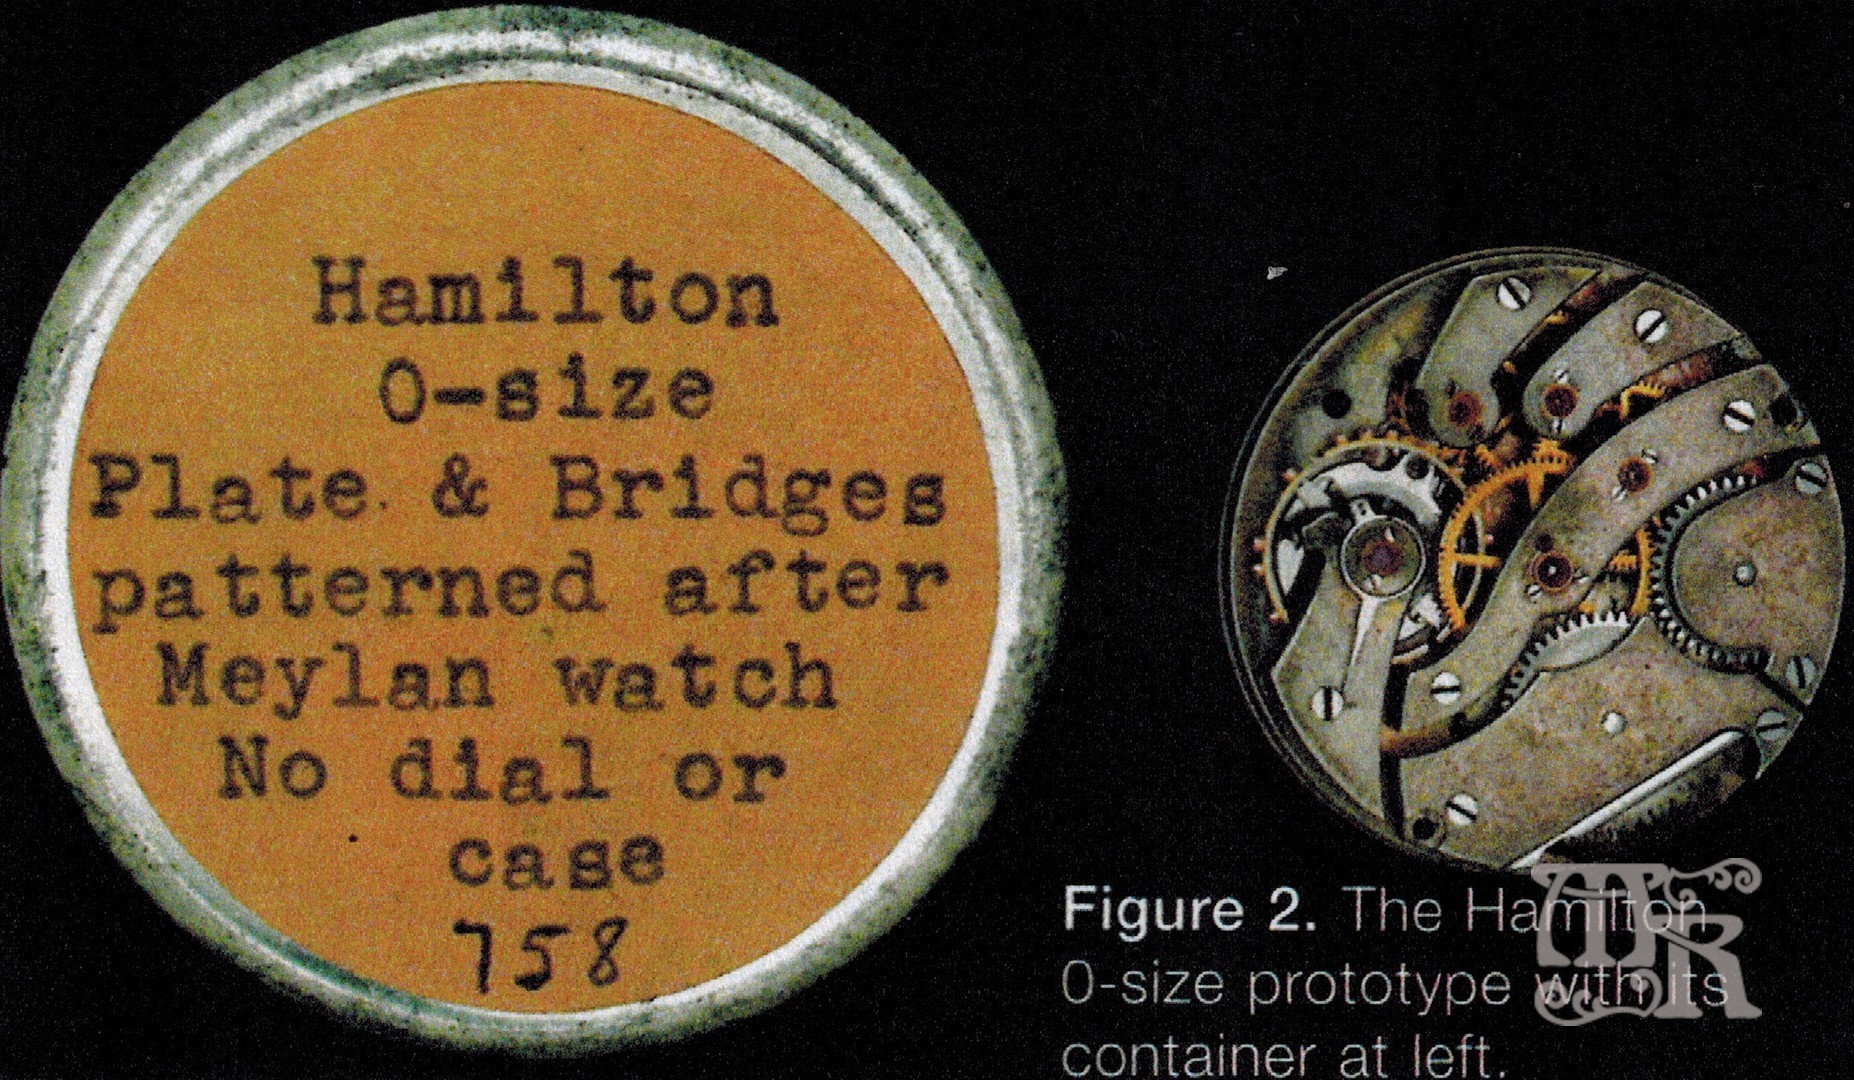 Hamilton
0-size
Plate & Bridges
patterned after
Meylan watch
No dial or
case
758
Figure 2. The Hamilton
0-size prototype with its
container at left.
MR